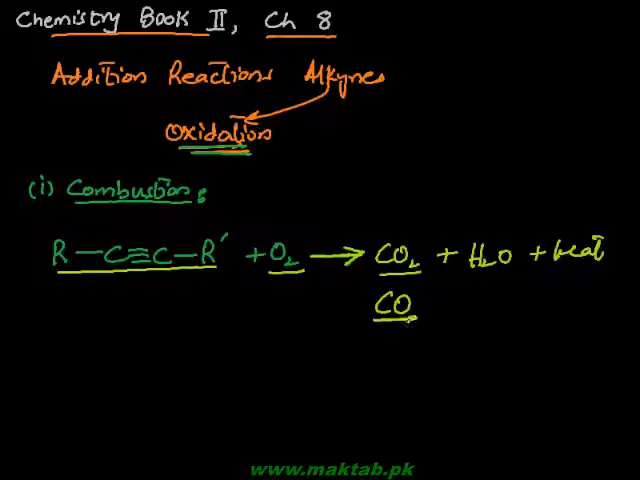 Chemistry Book II, Ch 8
Addition Reactions Alkynes
Oxidation
(i) Combustion:
R—C≡C—R′ + O₂ ⟶ CO₂ + H₂O + heat
CO
www.maktab.pk